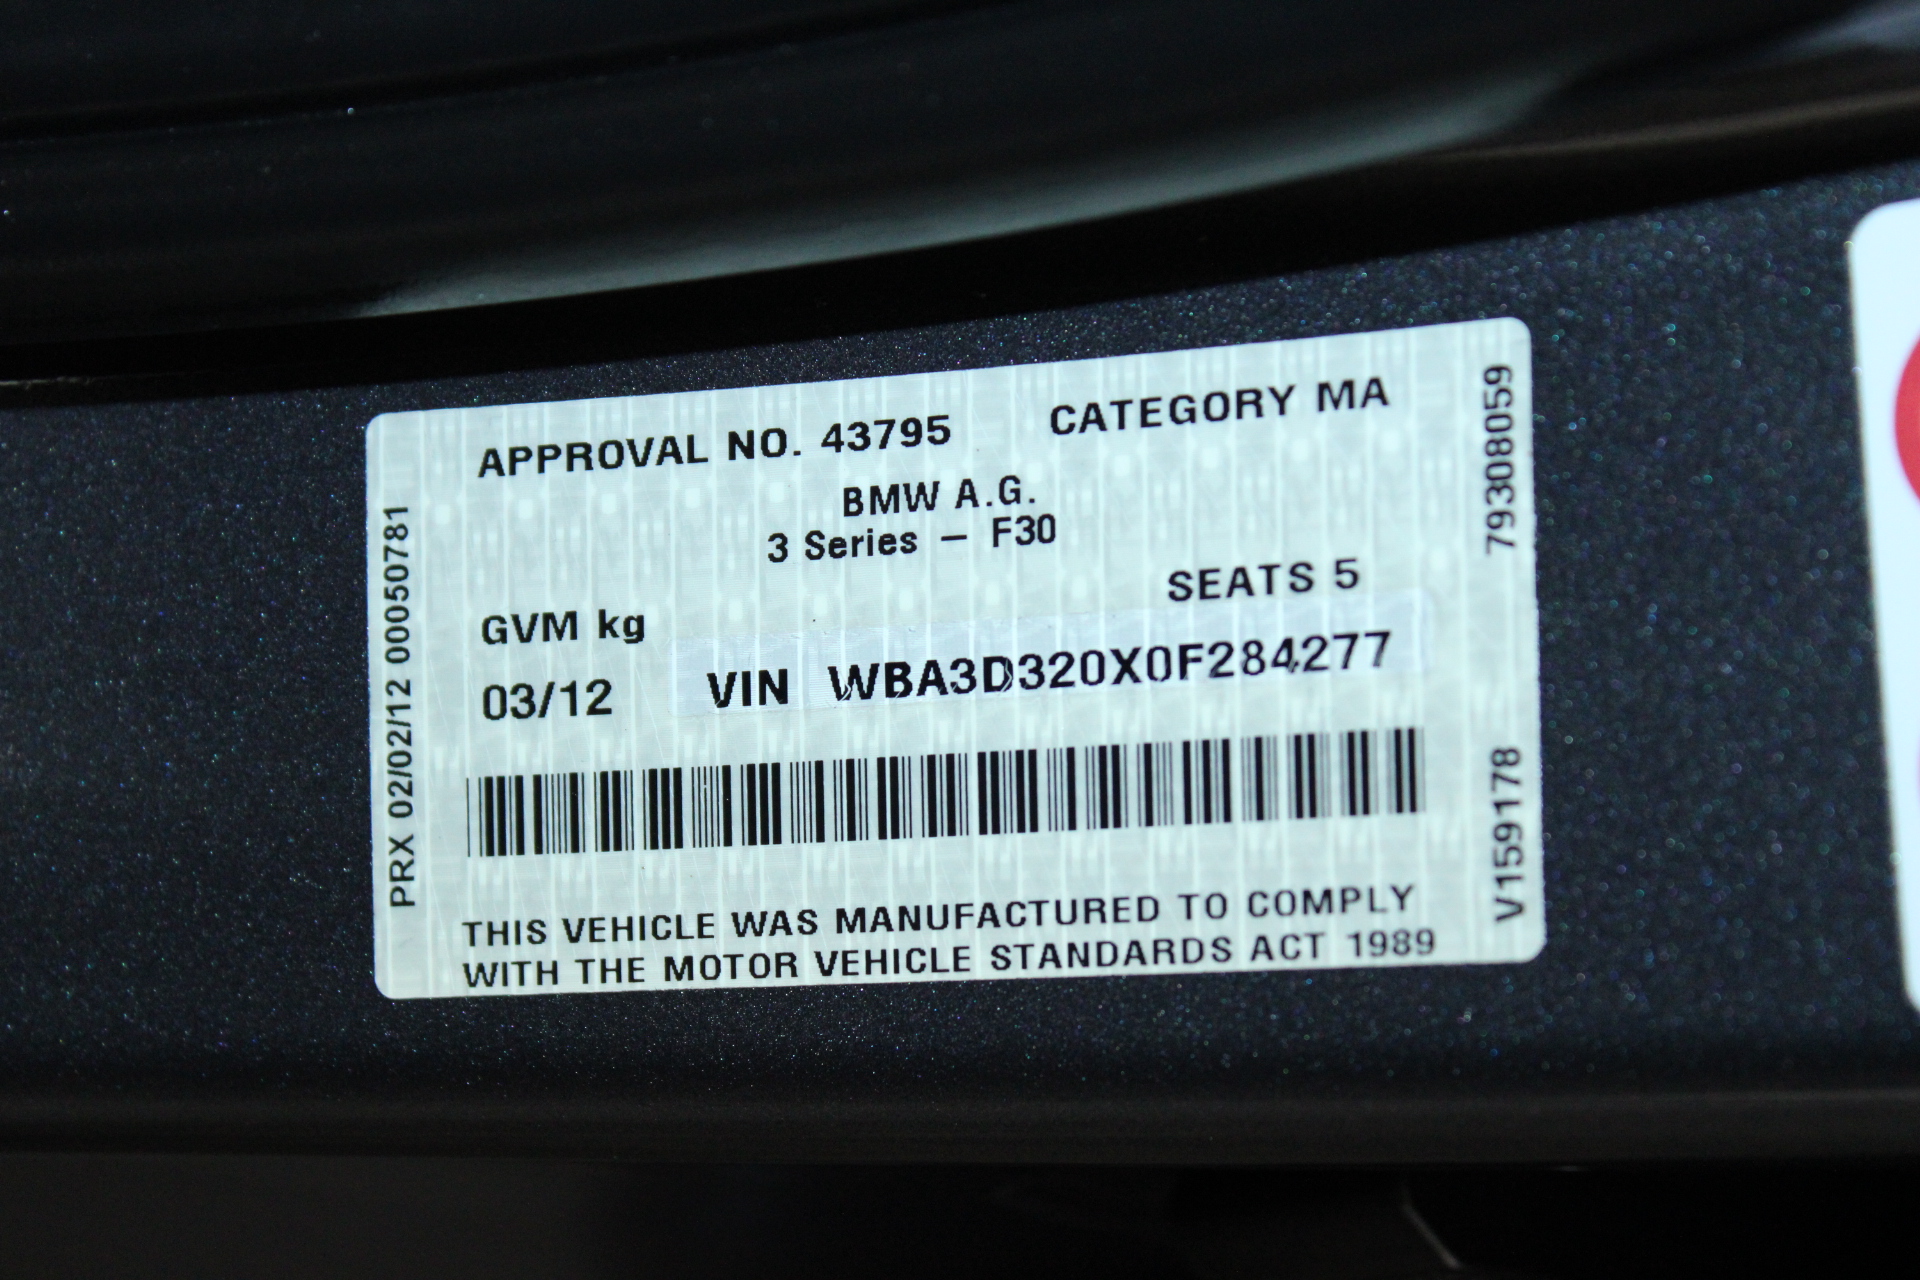 APPROVAL NO. 43795 CATEGORY MA
BMW A.G.
3 Series – F30
SEATS 5
GVM kg
03/12 VIN WBA3D320X0F284277
THIS VEHICLE WAS MANUFACTURED TO COMPLY
WITH THE MOTOR VEHICLE STANDARDS ACT 1989
PRX 02/02/12 00050781
79308059
V159178